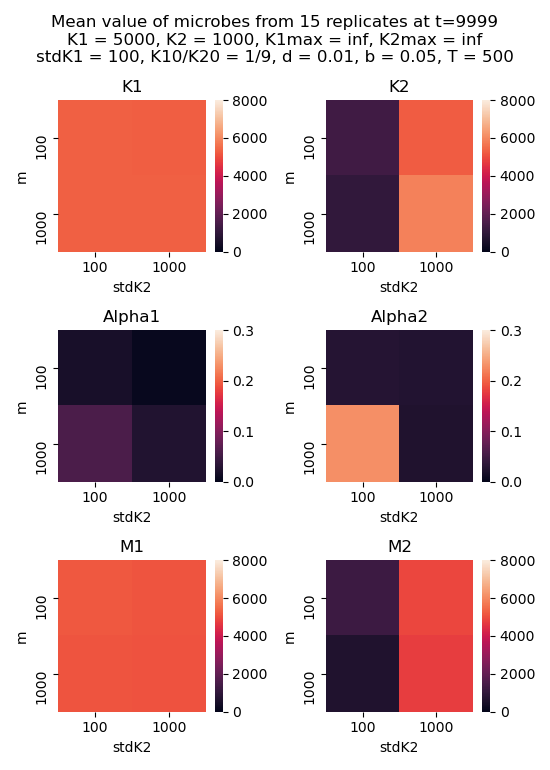 Mean value of microbes from 15 replicates at t=9999
K1 = 5000, K2 = 1000, K1max = inf, K2max = inf
stdK1 = 100, K10/K20 = 1/9, d = 0.01, b = 0.05, T = 500
K1
m
100
1000
100
1000
stdK2
8000
6000
4000
2000
0
K2
m
100
1000
100
1000
stdK2
8000
6000
4000
2000
0
Alpha1
m
100
1000
100
1000
stdK2
0.3
0.2
0.1
0.0
Alpha2
m
100
1000
100
1000
stdK2
0.3
0.2
0.1
0.0
M1
m
100
1000
100
1000
stdK2
8000
6000
4000
2000
0
M2
m
100
1000
100
1000
stdK2
8000
6000
4000
2000
0